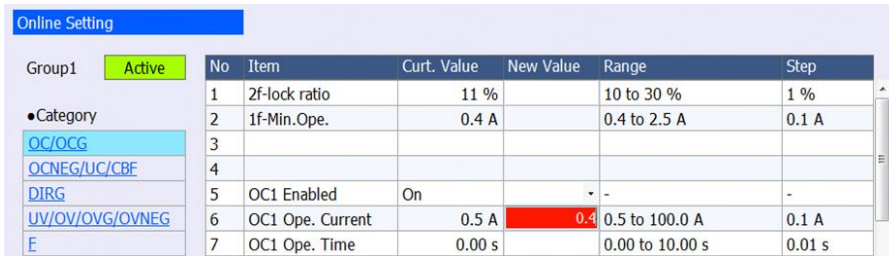 Online Setting
Group1 Active
●Category
OC/OCG
OCNEG/UC/CBF
DIRG
UV/OV/OVG/OVNEG
F
No Item Curt. Value New Value Range Step
1 2f-lock ratio 11 % 10 to 30 % 1 %
2 1f-Min.Ope. 0.4 A 0.4 to 2.5 A 0.1 A
3
4
5 OC1 Enabled On - -
6 OC1 Ope. Current 0.5 A 0.4 0.5 to 100.0 A 0.1 A
7 OC1 Ope. Time 0.00 s 0.00 to 10.00 s 0.01 s